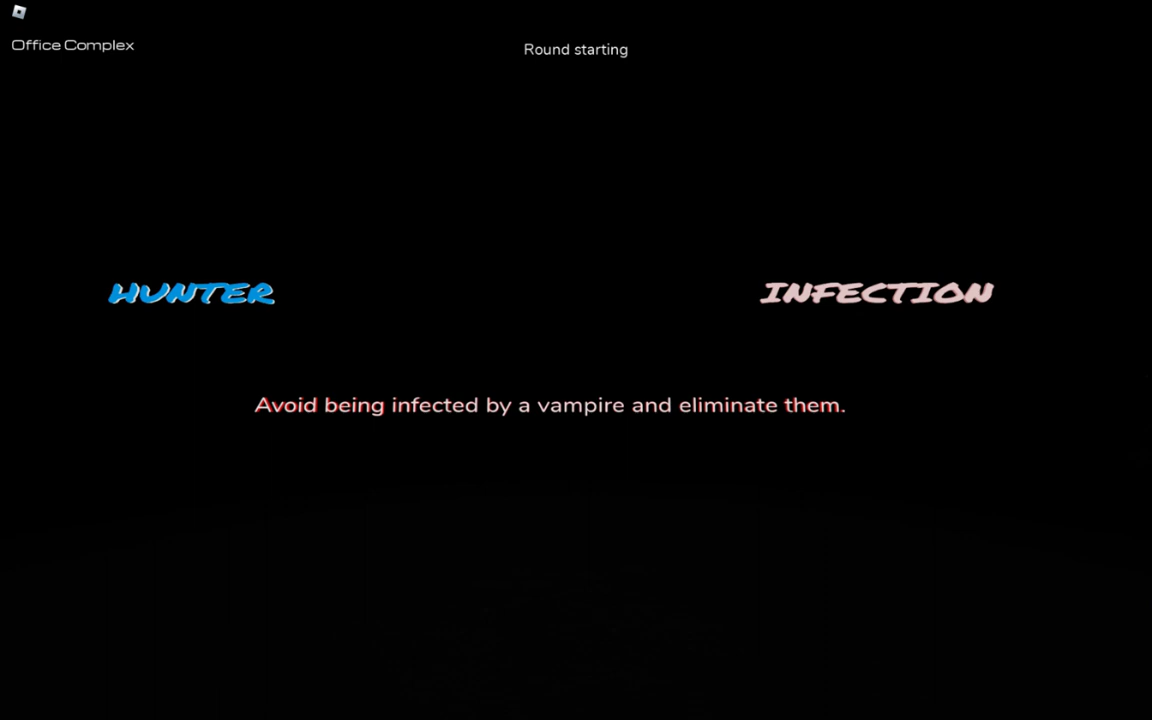 Office Complex
Round starting
HUNTER
INFECTION
Avoid being infected by a vampire and eliminate them.